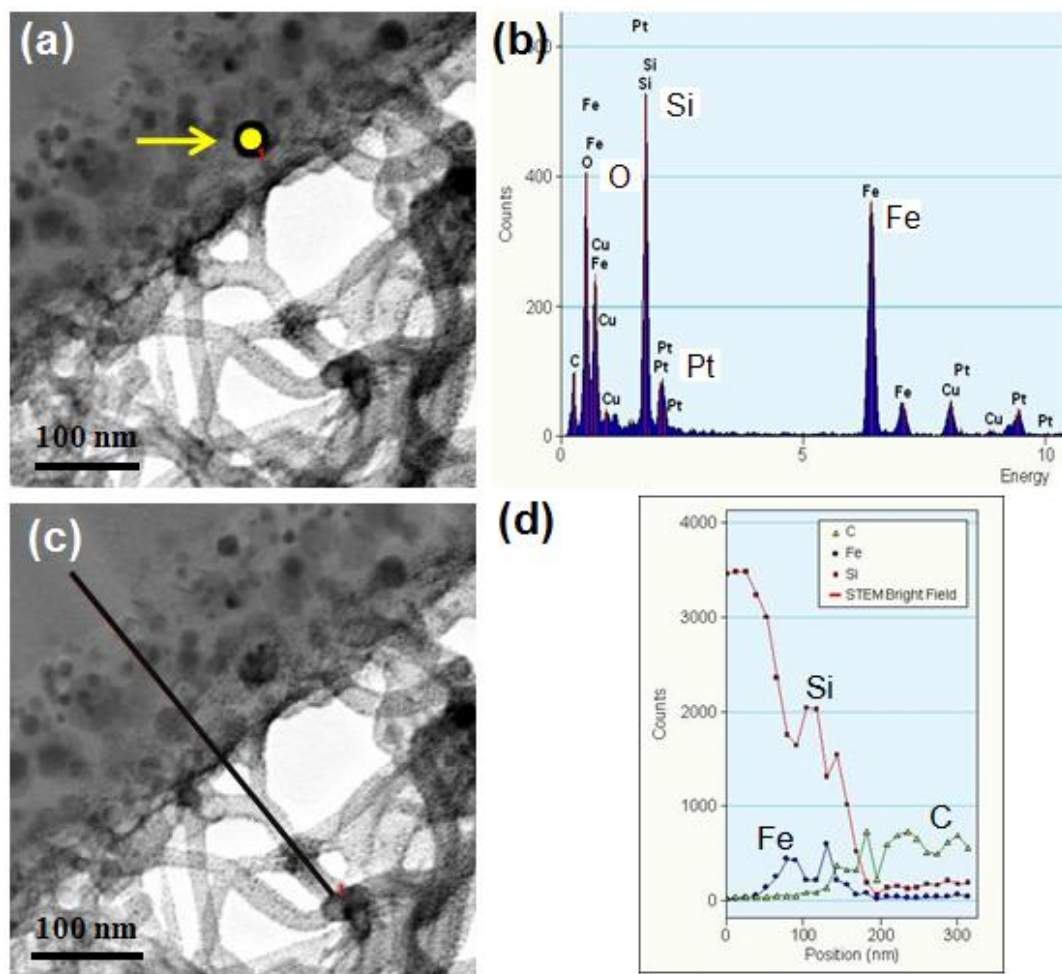 (a)
100 nm
(b)
Pt
600
Si
Si
Si
Fe
Fe
O
O
400
Fe
Fe
Counts
Cu
Fe
Cu
200
C
Cu
Pt
Pt
Pt
Pt
Fe
Pt
Cu
Cu
Pt
Pt
0
0
5
10
Energy
(c)
100 nm
(d)
4000
C
Fe
Si
STEM Bright Field
3000
Si
Counts
2000
1000
Fe
C
0
0
100
200
300
Position (nm)